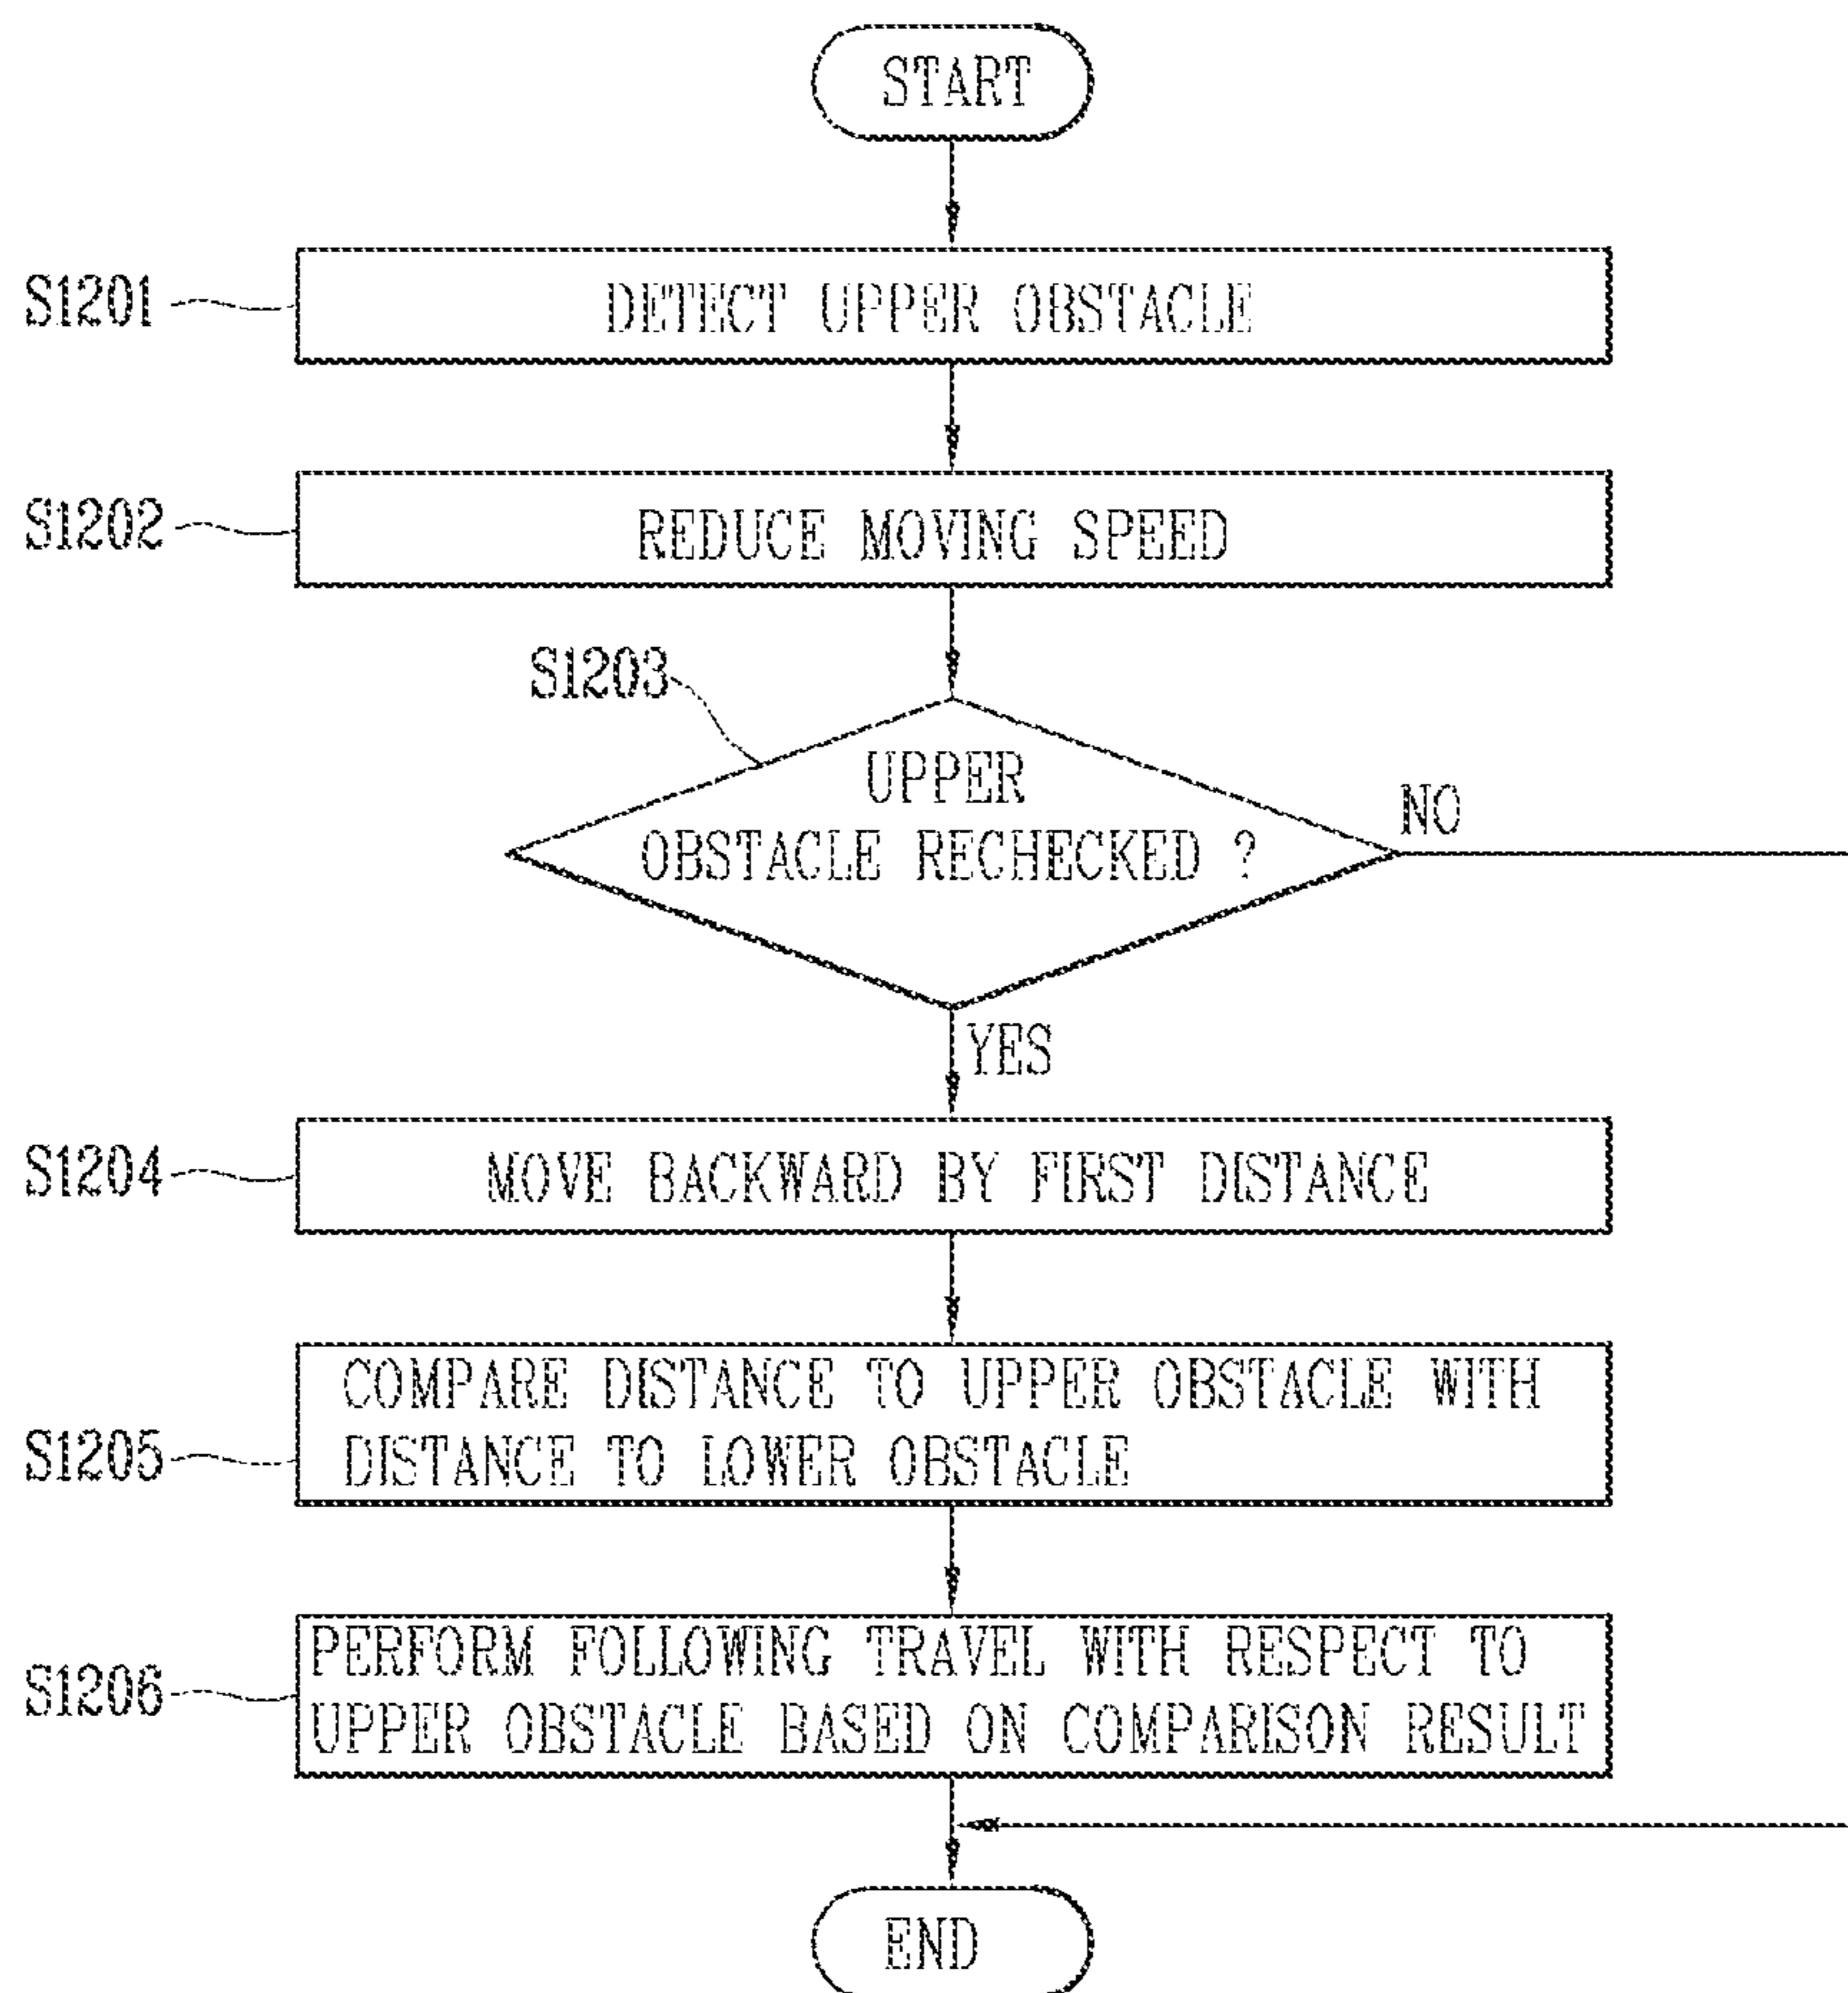 START
S1201
DETECT UPPER OBSTACLE
S1202
REDUCE MOVING SPEED
S1203
UPPER
OBSTACLE RECHECKED ?
NO
YES
S1204
MOVE BACKWARD BY FIRST DISTANCE
S1205
COMPARE DISTANCE TO UPPER OBSTACLE WITH
DISTANCE TO LOWER OBSTACLE
S1206
PERFORM FOLLOWING TRAVEL WITH RESPECT TO
UPPER OBSTACLE BASED ON COMPARISON RESULT
END